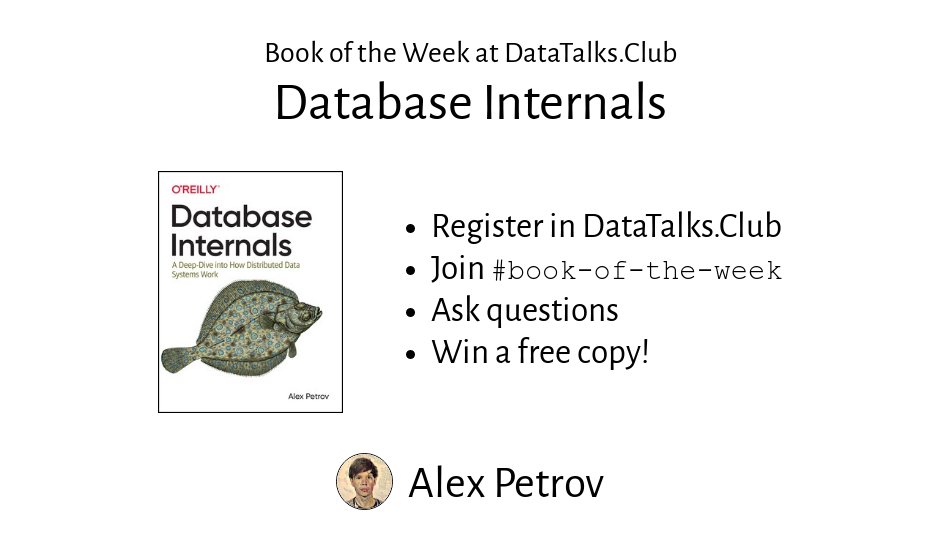 Book of the Week at DataTalks.Club
Database Internals
O'REILLY®
Database
Internals
A Deep-Dive into How Distributed Data
Systems Work
Alex Petrov
• Register in DataTalks.Club
• Join #book-of-the-week
• Ask questions
• Win a free copy!
Alex Petrov